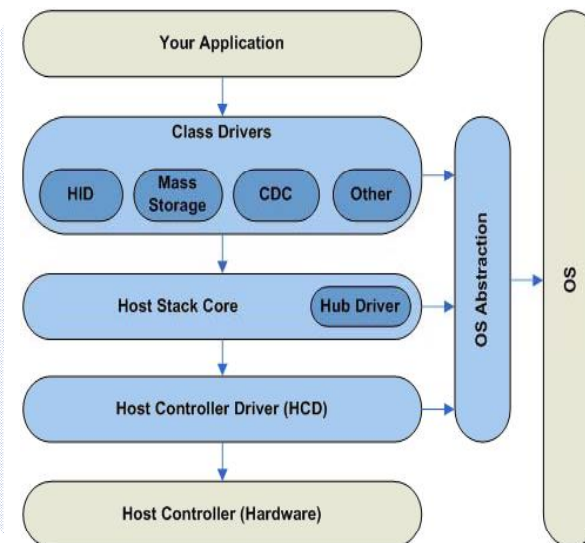 Your Application
Class Drivers
HID
Mass
Storage
CDC
Other
Host Stack Core
Hub Driver
Host Controller Driver (HCD)
Host Controller (Hardware)
OS Abstraction
OS